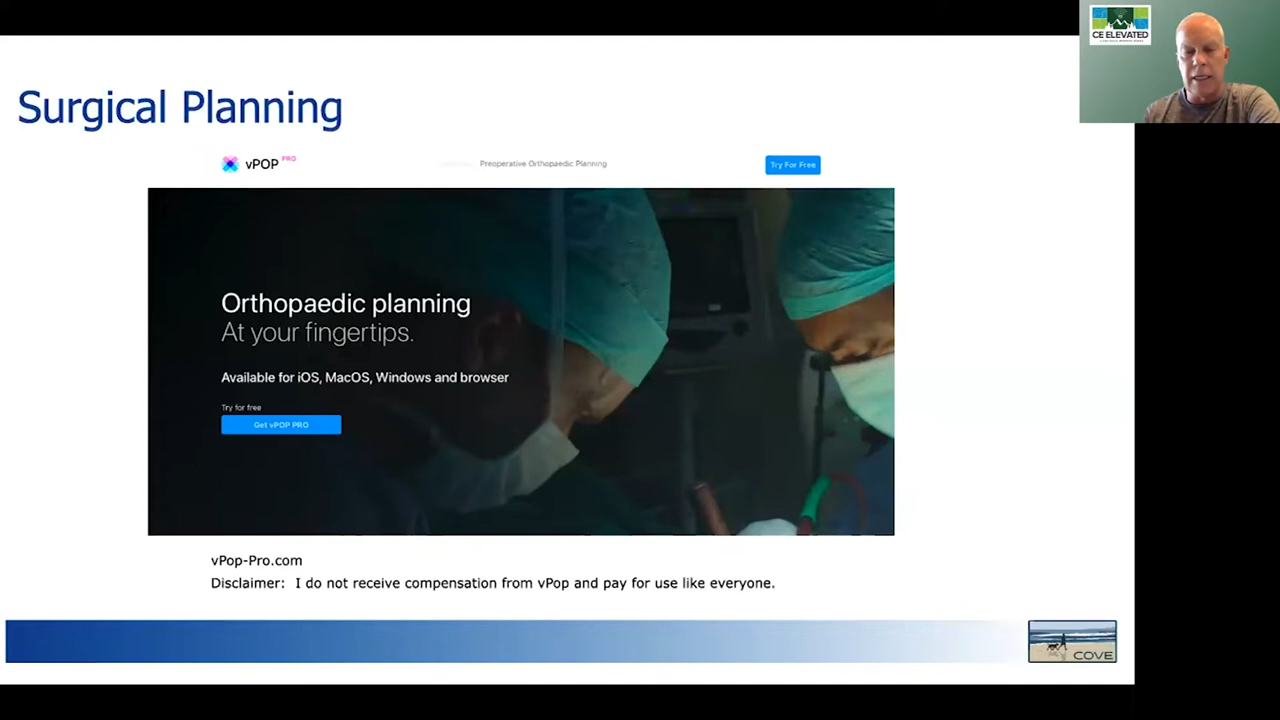 CE ELEVATED
Surgical Planning
vPOP PRO
Preoperative Orthopaedic Planning
Try For Free
Orthopaedic planning
At your fingertips.
Available for iOS, MacOS, Windows and browser
Try for free
Get vPOP PRO
vPop-Pro.com
Disclaimer: I do not receive compensation from vPop and pay for use like everyone.
COVE